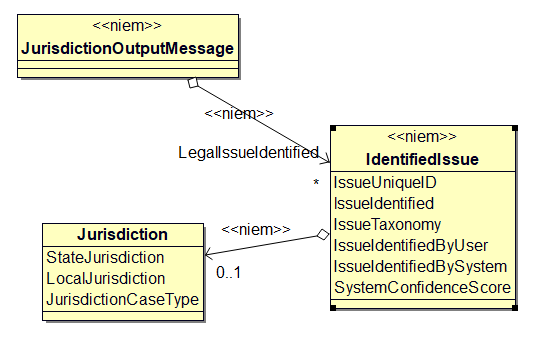 <<niem>>
JurisdictionOutputMessage
<<niem>>
LegalIssueIdentified
*
<<niem>>
IdentifiedIssue
IssueUniqueID
IssueIdentified
IssueTaxonomy
IssueIdentifiedByUser
IssueIdentifiedBySystem
SystemConfidenceScore
<<niem>>
0..1
Jurisdiction
StateJurisdiction
LocalJurisdiction
JurisdictionCaseType